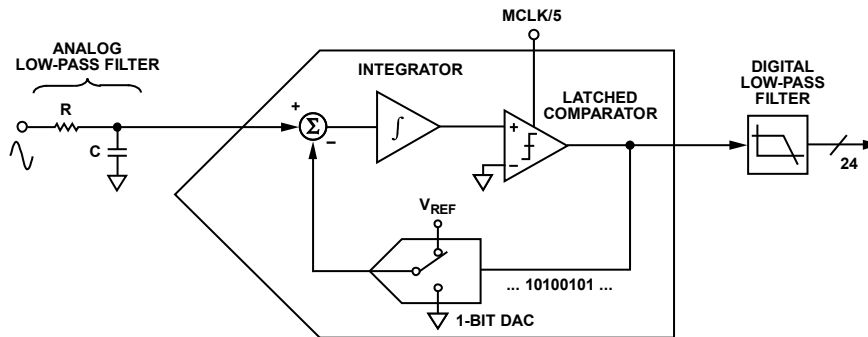 MCLK/5
ANALOG
LOW-PASS FILTER
INTEGRATOR
DIGITAL
LOW-PASS
FILTER
LATCHED
COMPARATOR
R
C
+
Σ
−
∫
+
−
24
VREF
... 10100101 ...
1-BIT DAC